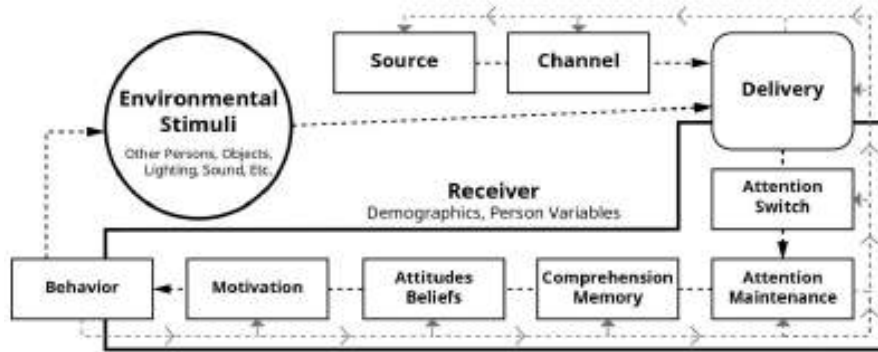 Source
Channel
Delivery
Environmental
Stimuli
Other Persons, Objects,
Lighting, Sound, Etc.
Receiver
Demographics, Person Variables
Attention
Switch
Behavior
Motivation
Attitudes
Beliefs
Comprehension
Memory
Attention
Maintenance